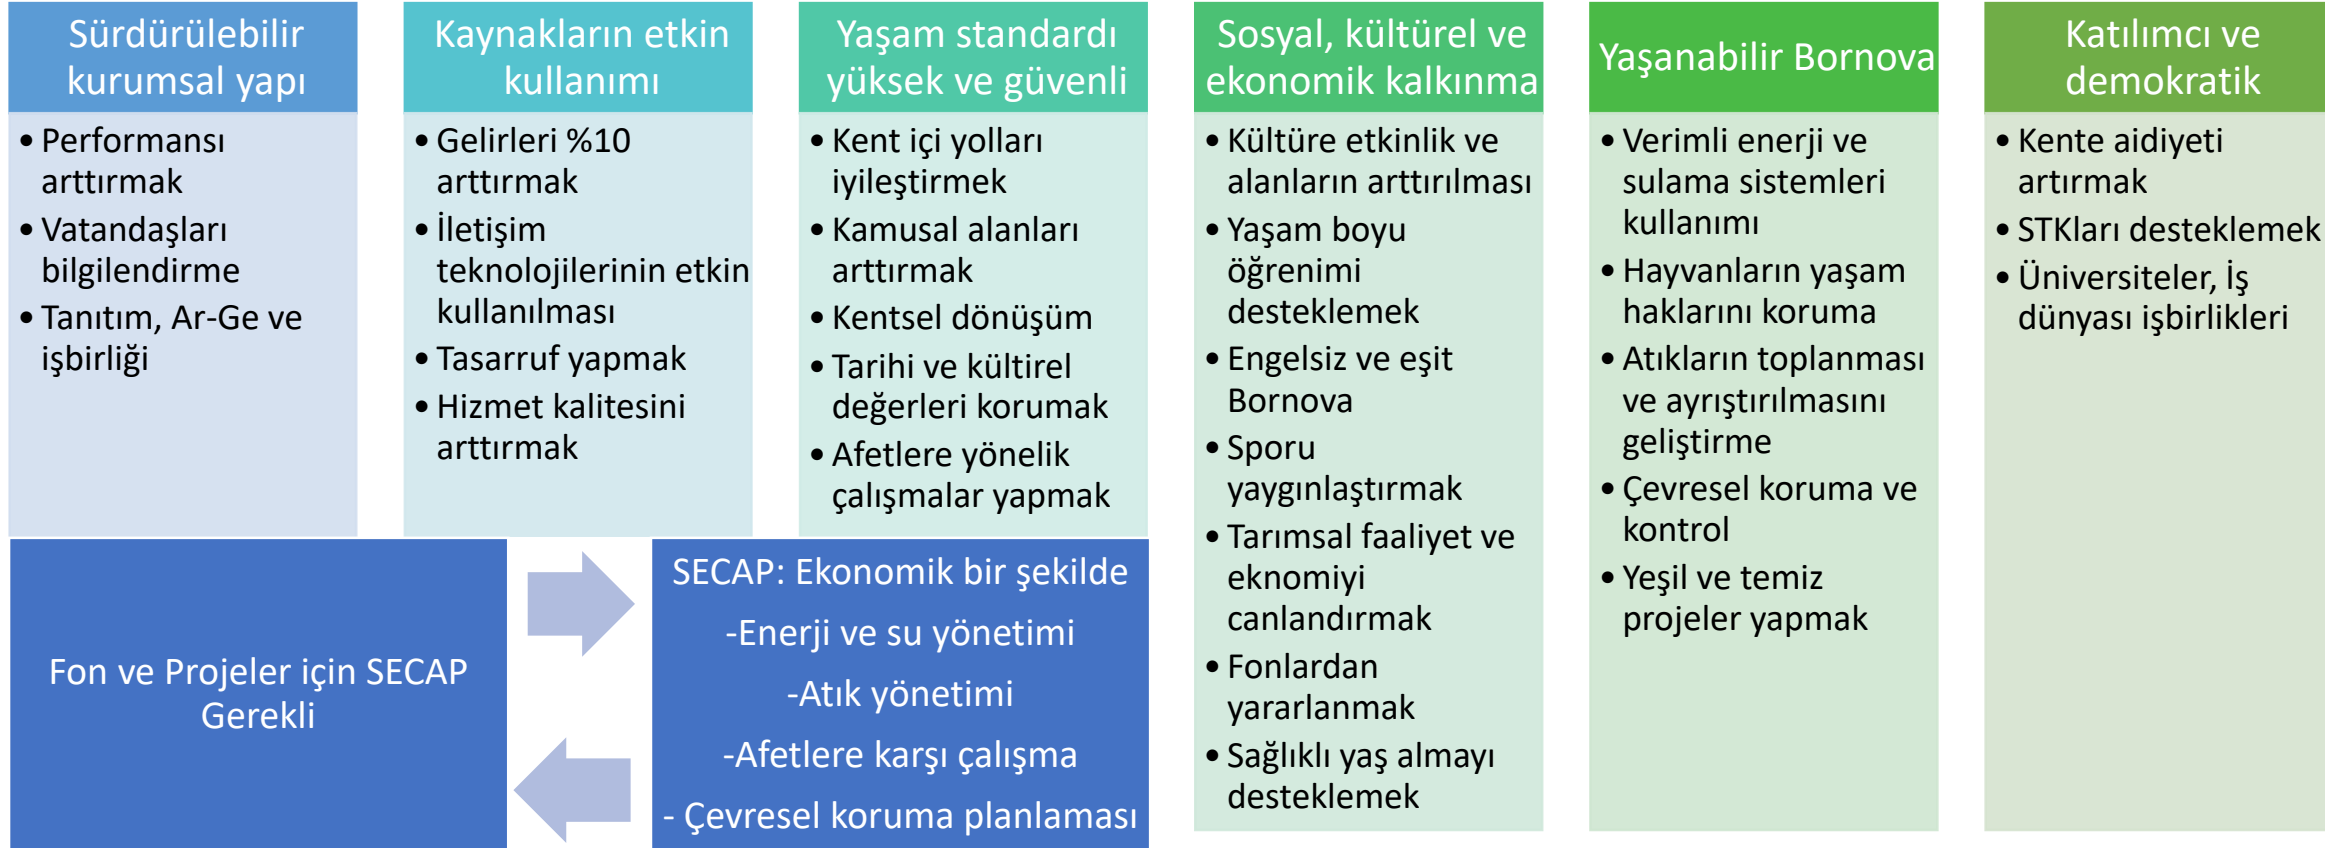 Sürdürülebilir
kurumsal yapı
• Performansı
arttırmak
• Vatandaşları
bilgilendirme
• Tanıtım, Ar-Ge ve
işbirliği
Kaynakların etkin
kullanımı
• Gelirleri %10
arttırmak
• İletişim
teknolojilerinin etkin
kullanılması
• Tasarruf yapmak
• Hizmet kalitesini
arttırmak
Yaşam standardı
yüksek ve güvenli
• Kent içi yolları
iyileştirmek
• Kamusal alanları
arttırmak
• Kentsel dönüşüm
• Tarihi ve kültirel
değerleri korumak
• Afetlere yönelik
çalışmalar yapmak
Sosyal, kültürel ve
ekonomik kalkınma
• Kültüre etkinlik ve
alanların arttırılması
• Yaşam boyu
öğrenimi
desteklemek
• Engelsiz ve eşit
Bornova
• Sporu
yaygınlaştırmak
• Tarımsal faaliyet ve
eknomiyi
canlandırmak
• Fonlardan
yararlanmak
• Sağlıklı yaş almayı
desteklemek
Yaşanabilir Bornova
• Verimli enerji ve
sulama sistemleri
kullanımı
• Hayvanların yaşam
haklarını koruma
• Atıkların toplanması
ve ayrıştırılmasını
geliştirme
• Çevresel koruma ve
kontrol
• Yeşil ve temiz
projeler yapmak
Katılımcı ve
demokratik
• Kente aidiyeti
artırmak
• STKları desteklemek
• Üniversiteler, İş
dünyası işbirlikleri
Fon ve Projeler için SECAP
Gerekli
SECAP: Ekonomik bir şekilde
-Enerji ve su yönetimi
-Atık yönetimi
-Afetlere karşı çalışma
- Çevresel koruma planlaması